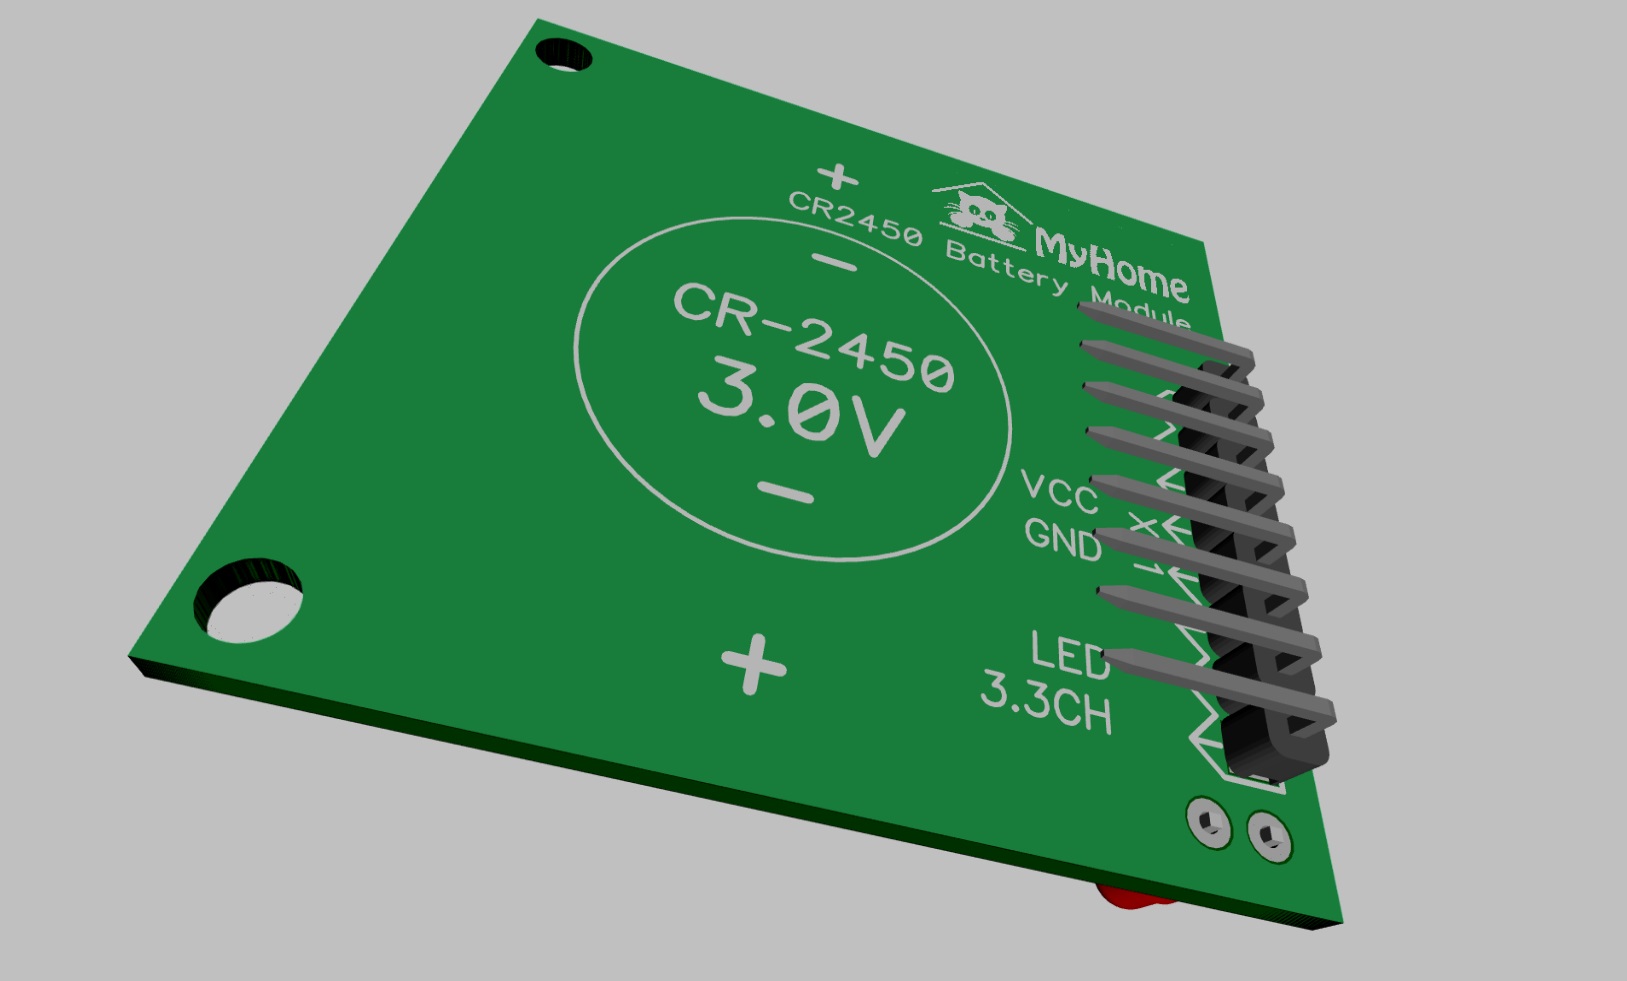 +
MyHome
CR2450 Battery Module
−
CR-2450
3.0V
−
VCC
GND
+
LED
3.3CH